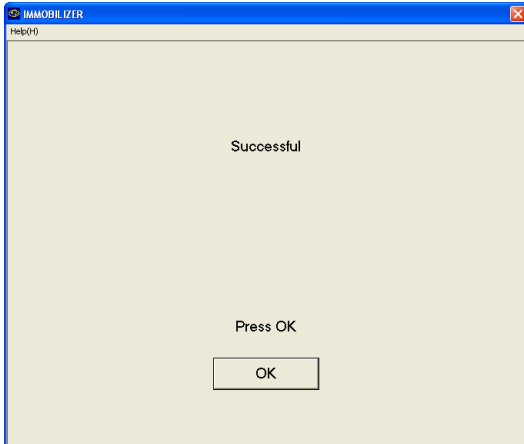 IMMOBILIZER
Help(H)
Successful
Press OK
OK